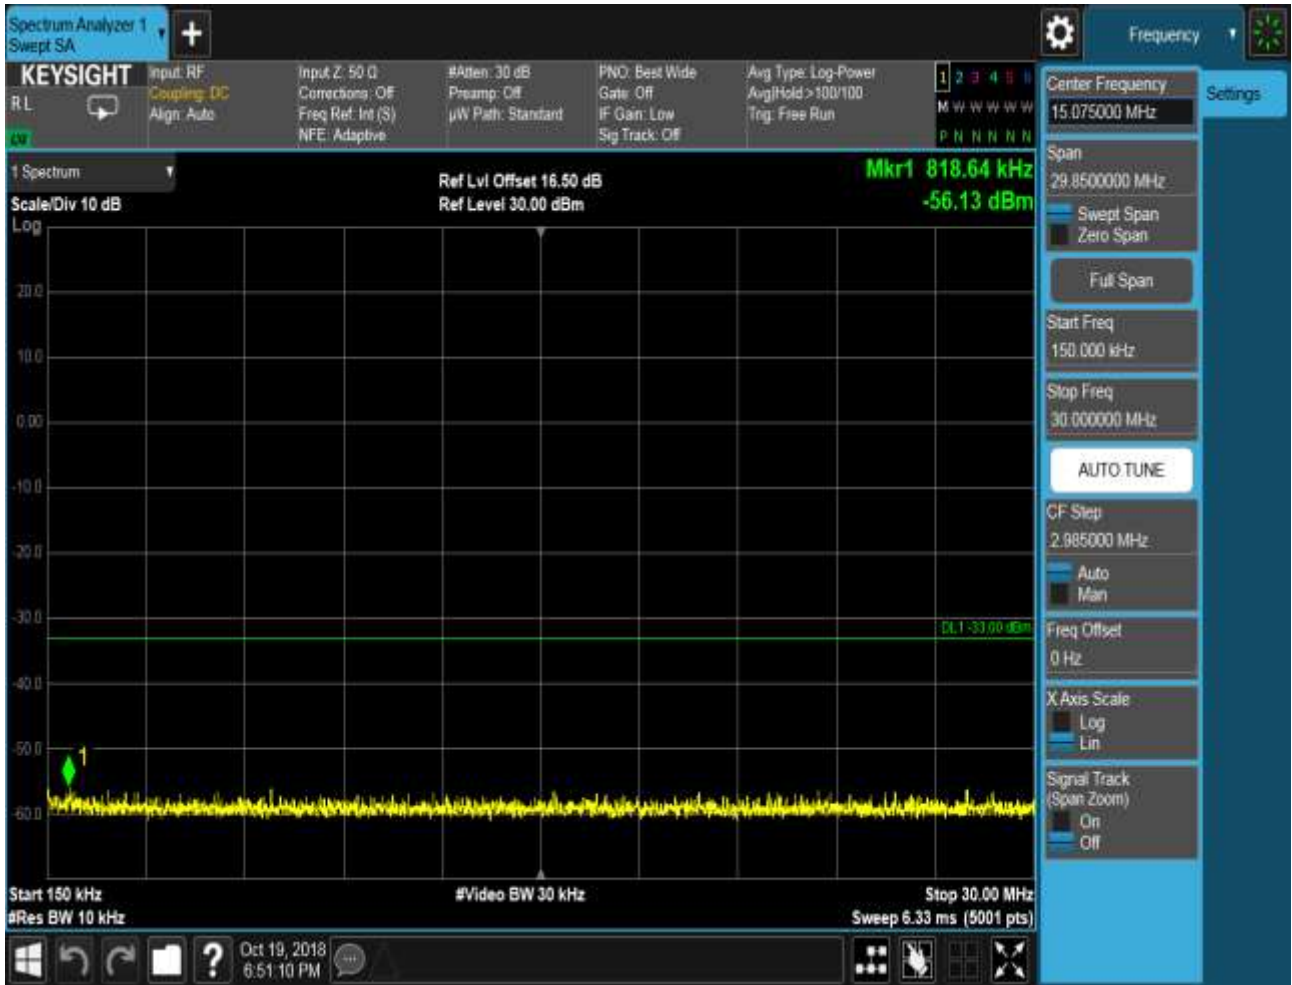 Spectrum Analyzer 1
Swept SA
Frequency
KEYSIGHT
RL
Input: RF
Coupling: DC
Align: Auto
Input Z: 50 Ω
Corrections: Off
Freq Ref: Int (S)
NFE: Adaptive
#Atten: 30 dB
Preamp: Off
µW Path: Standard
PNO: Best Wide
Gate: Off
IF Gain: Low
Sig Track: Off
Avg Type: Log-Power
Avg|Hold:>100/100
Trig: Free Run
1 2 3 4 5 6
M W W W W W
P N N N N N
Center Frequency
15.075000 MHz
Settings
Span
29.8500000 MHz
Swept Span
Zero Span
Full Span
Start Freq
150.000 kHz
Stop Freq
30.000000 MHz
AUTO TUNE
CF Step
2.985000 MHz
Auto
Man
Freq Offset
0 Hz
X Axis Scale
Log
Lin
Signal Track
(Span Zoom)
On
Off
1 Spectrum
Scale/Div 10 dB
Log
Ref Lvl Offset 16.50 dB
Ref Level 30.00 dBm
Mkr1 818.64 kHz
-56.13 dBm
20.0
10.0
0.00
-10.0
-20.0
-30.0
DL1 -33.00 dBm
-40.0
-50.0
1
-60.0
Start 150 kHz
#Video BW 30 kHz
Stop 30.00 MHz
#Res BW 10 kHz
Sweep 6.33 ms (5001 pts)
?
Oct 19, 2018
6:51:10 PM